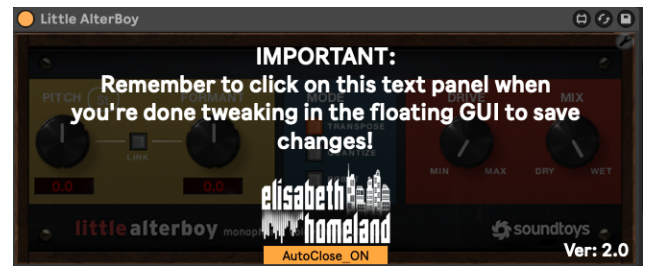 Little AlterBoy
IMPORTANT:
Remember to click on this text panel when
you're done tweaking in the floating GUI to save
changes!
PITCH
FORMANT
MODE
DRIVE
MIX
TRANSPOSE
QUANTIZE
LINK
MIN
MAX
DRY
WET
0.0
0.0
elisabeth
homeland
little alterboy
soundtoys
AutoClose_ON
Ver: 2.0